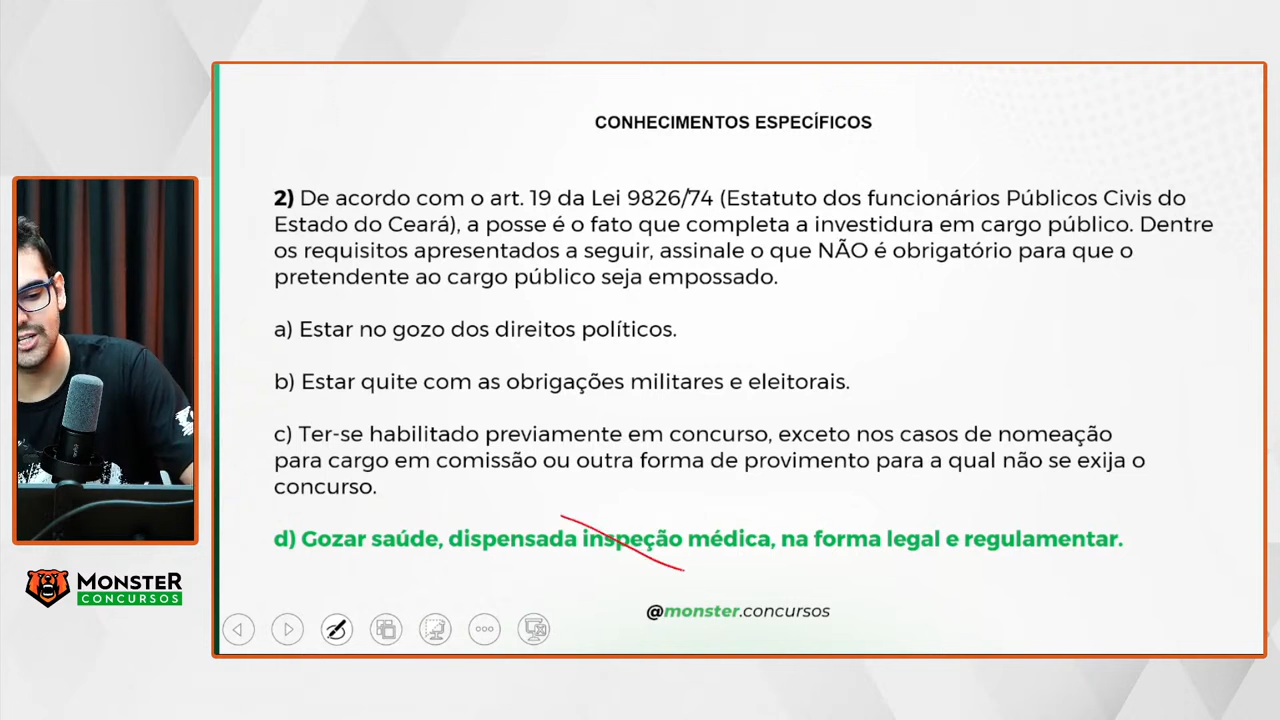 CONHECIMENTOS ESPECÍFICOS
2) De acordo com o art. 19 da Lei 9826/74 (Estatuto dos funcionários Públicos Civis do
Estado do Ceará), a posse é o fato que completa a investidura em cargo público. Dentre
os requisitos apresentados a seguir, assinale o que NÃO é obrigatório para que o
pretendente ao cargo público seja empossado.
a) Estar no gozo dos direitos políticos.
b) Estar quite com as obrigações militares e eleitorais.
c) Ter-se habilitado previamente em concurso, exceto nos casos de nomeação
para cargo em comissão ou outra forma de provimento para a qual não se exija o
concurso.
d) Gozar saúde, dispensada inspeção médica, na forma legal e regulamentar.
MONSTER
CONCURSOS
@monster.concursos